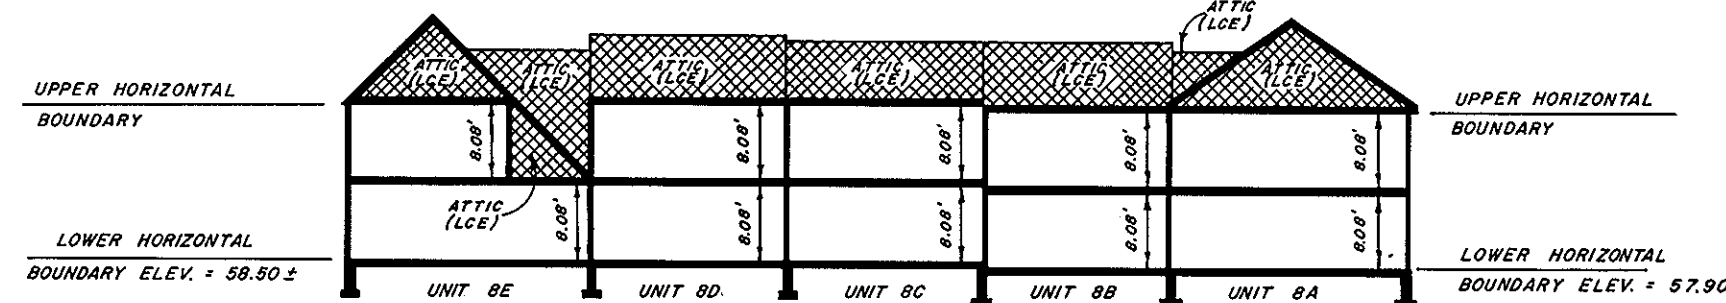 ATTIC
(LCE)
ATTIC
(LCE)
ATTIC
(LCE)
ATTIC
(LCE)
ATTIC
(LCE)
ATTIC
(LCE)
ATTIC
(LCE)
UPPER HORIZONTAL
BOUNDARY
UPPER HORIZONTAL
BOUNDARY
8.08'
8.08'
8.08'
8.08'
8.08'
ATTIC
(LCE)
8.08'
8.08'
8.08'
8.08'
8.08'
LOWER HORIZONTAL
BOUNDARY ELEV. = 58.50 ±
LOWER HORIZONTAL
BOUNDARY ELEV. = 57.90
UNIT 8E
UNIT 8D.
UNIT 8C
UNIT 8B
UNIT 8A